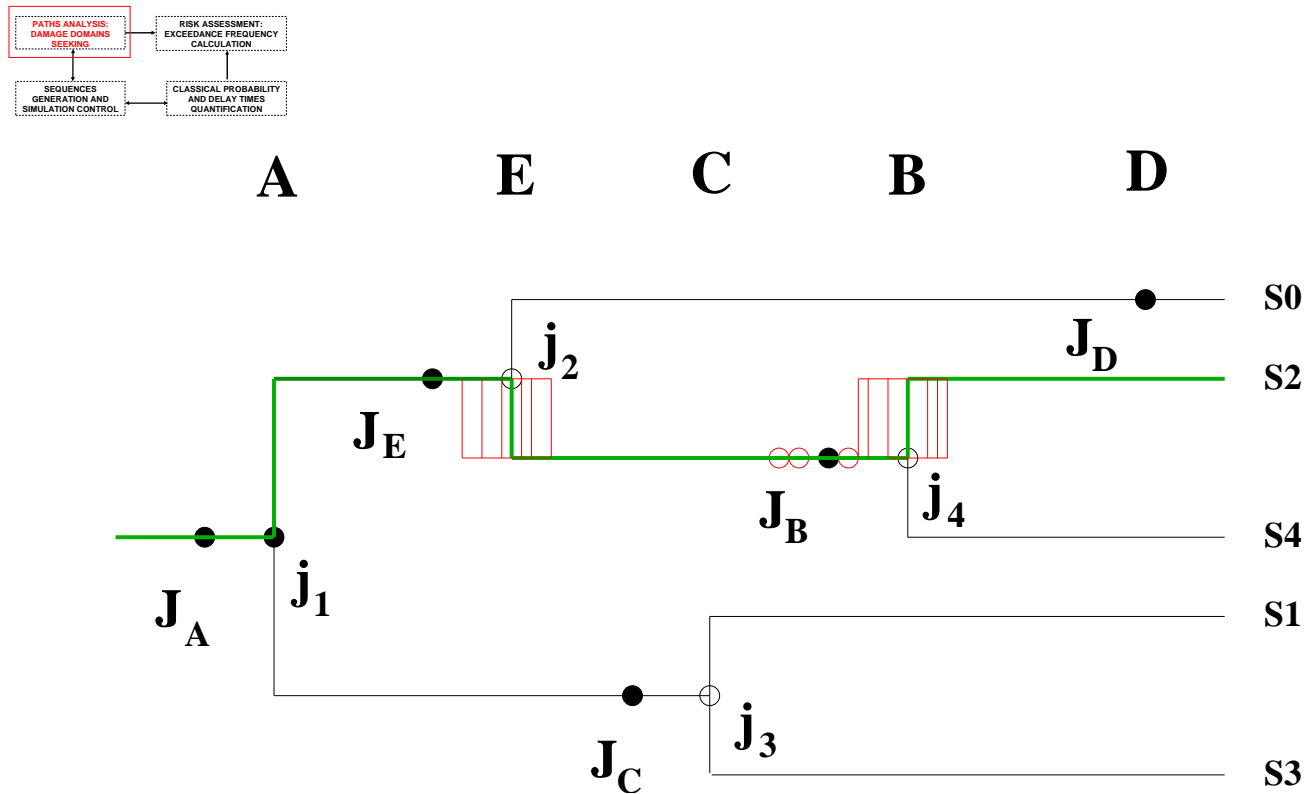 PATHS ANALYSIS:
DAMAGE DOMAINS
SEEKING
RISK ASSESSMENT:
EXCEEDANCE FREQUENCY
CALCULATION
SEQUENCES
GENERATION AND
SIMULATION CONTROL
CLASSICAL PROBABILITY
AND DELAY TIMES
QUANTIFICATION
A E C B D
S0
j2
JD
S2
JE
JB
j4
S4
j1
JA
S1
j3
JC
S3